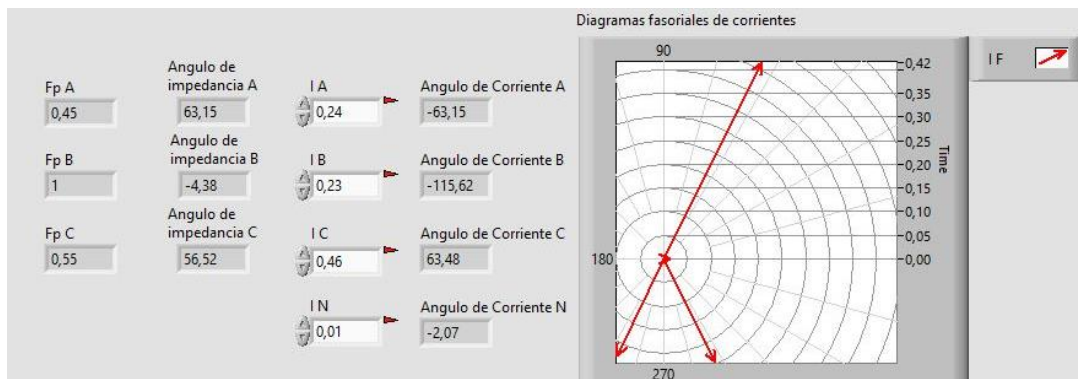 Diagramas fasoriales de corrientes
Fp A
0,45
Angulo de
impedancia A
63,15
I A
0,24
Angulo de Corriente A
-63,15
Fp B
1
Angulo de
impedancia B
-4,38
I B
0,23
Angulo de Corriente B
-115,62
Fp C
0,55
Angulo de
impedancia C
56,52
I C
0,46
Angulo de Corriente C
63,48
I N
0,01
Angulo de Corriente N
-2,07
90
180
270
0,42
0,35
0,30
0,25
0,20
0,15
0,10
0,05
0,00
Time
I F